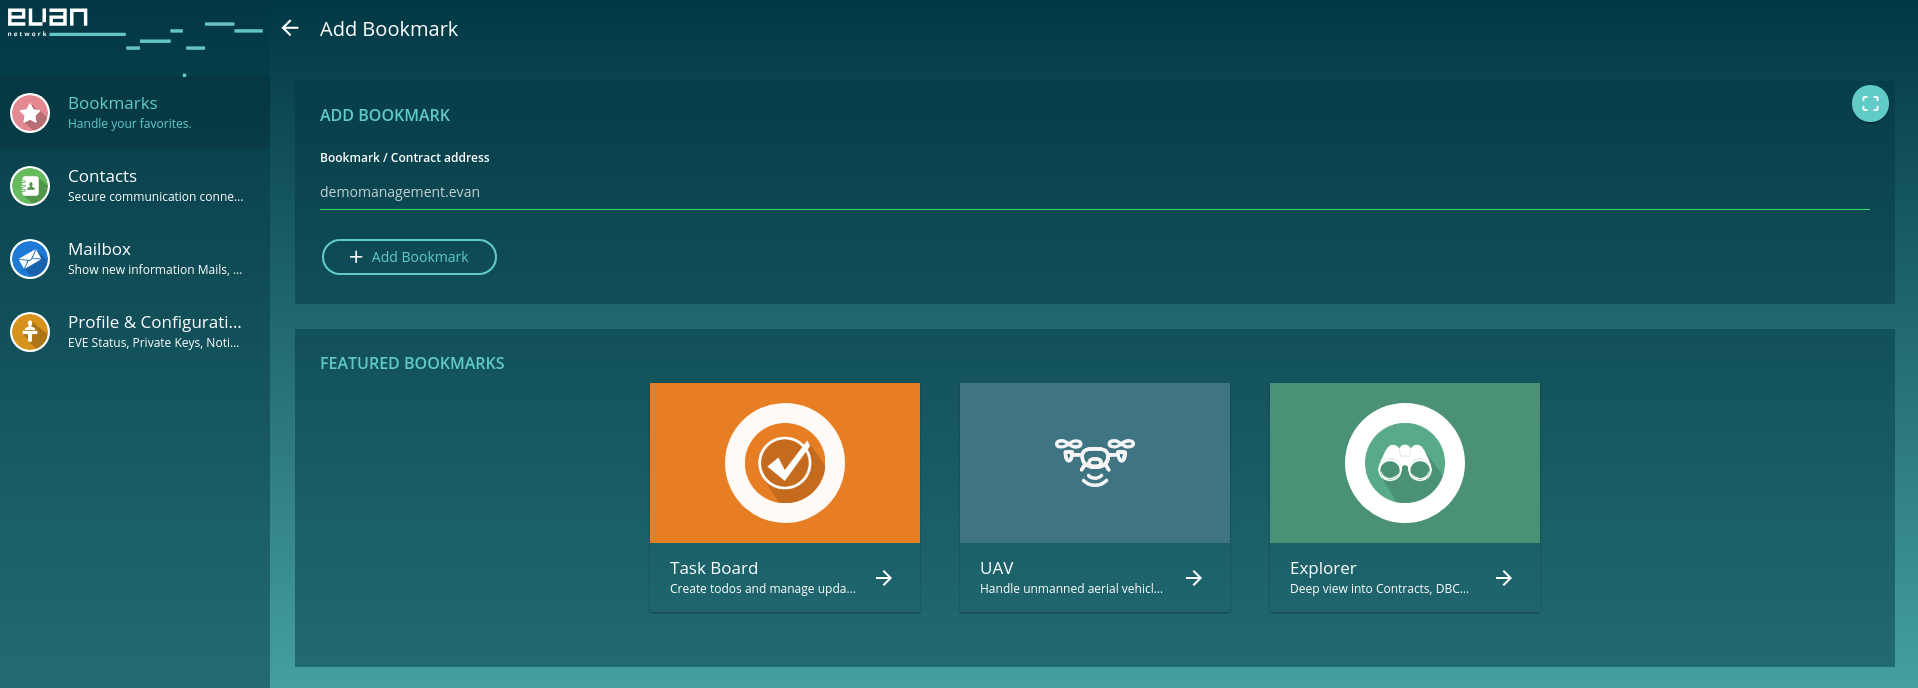 evan
network
Add Bookmark
Bookmarks
Handle your favorites.
Contacts
Secure communication conne...
Mailbox
Show new information Mails, ...
Profile & Configurati...
EVE Status, Private Keys, Noti...
ADD BOOKMARK
Bookmark / Contract address
demomanagement.evan
Add Bookmark
FEATURED BOOKMARKS
Task Board
Create todos and manage upda...
UAV
Handle unmanned aerial vehicl...
Explorer
Deep view into Contracts, DBC...